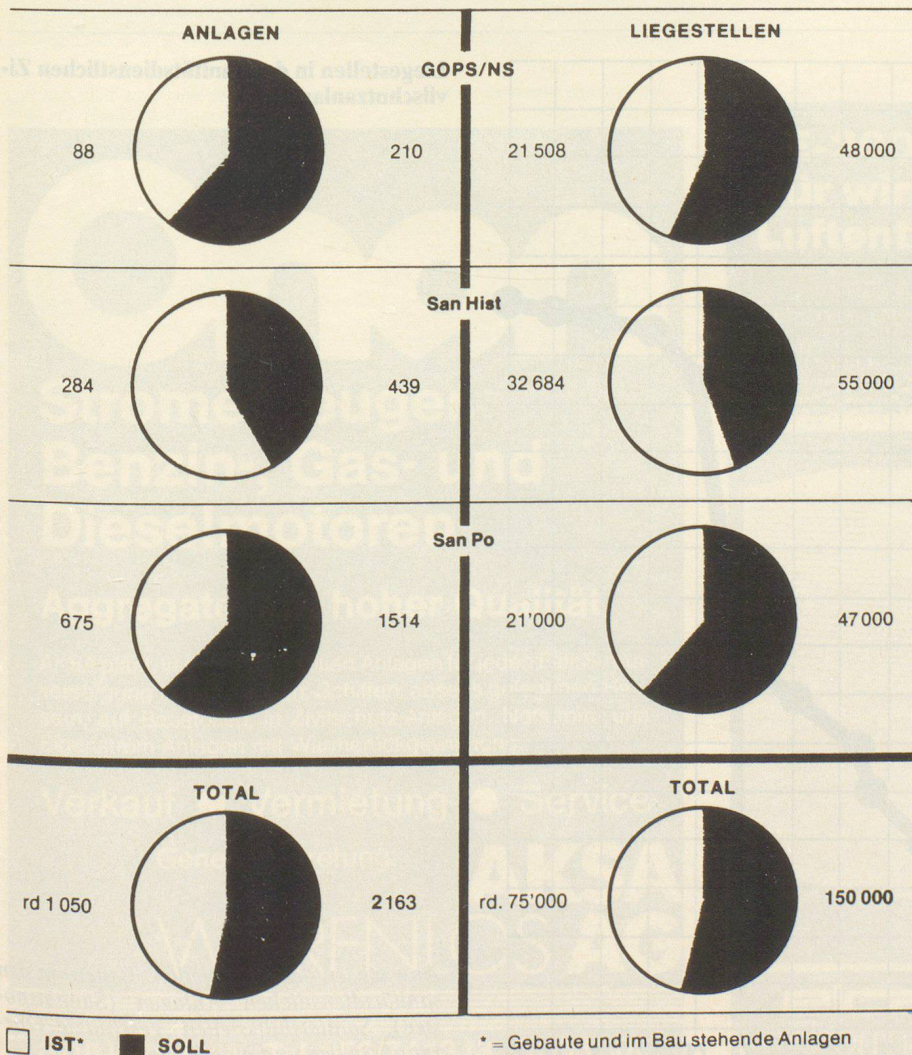 ANLAGEN LIEGESTELLEN
GOPS/NS
88 210 21 508 48 000
San Hist
284 439 32 684 55 000
San Po
675 1514 21'000 47 000
TOTAL TOTAL
rd 1 050 2163 rd. 75'000 150 000
IST* SOLL * = Gebaute und im Bau stehende Anlagen